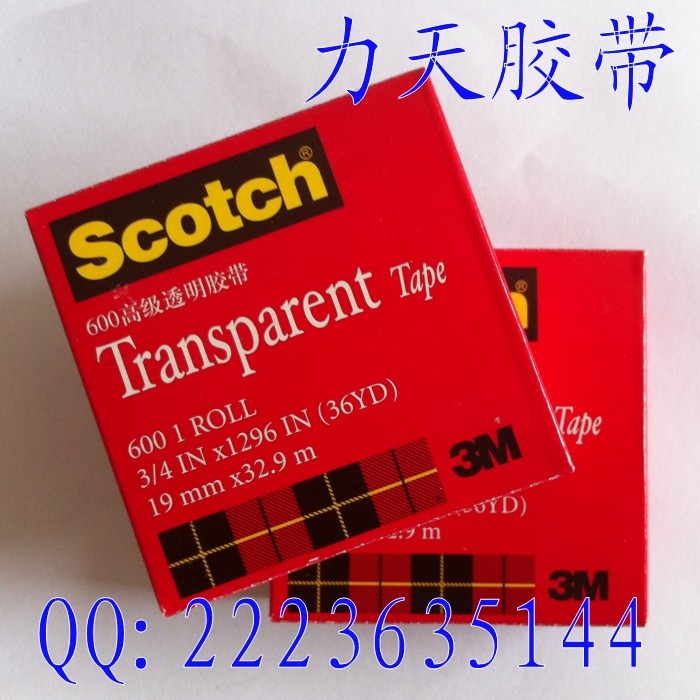 力天胶带
Scotch®
600高级透明胶带
Transparent Tape
600 1 ROLL
3/4 IN x1296 IN (36YD)
19 mm x32.9 m
3M
®
Tape
(36YD)
m
3M
QQ: 2223635144